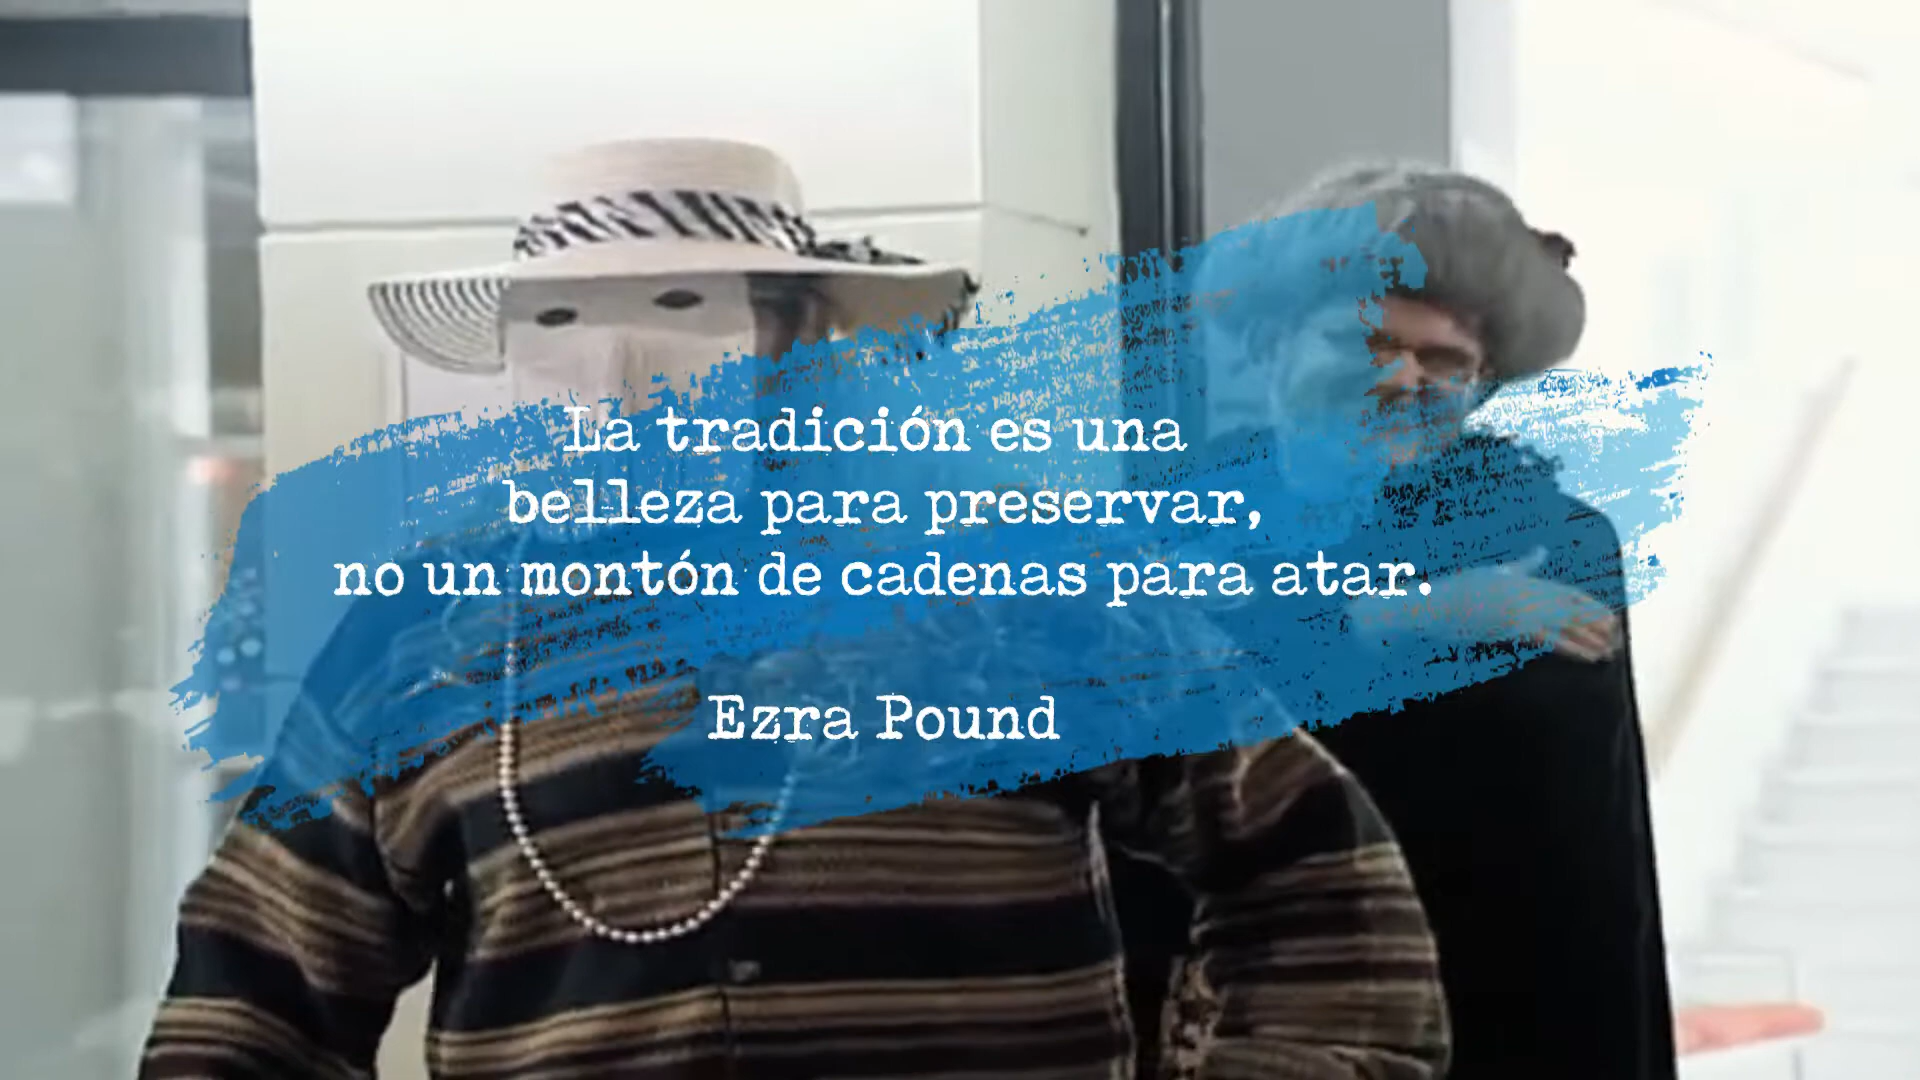 La tradición es una
belleza para preservar,
no un montón de cadenas para atar.
Ezra Pound